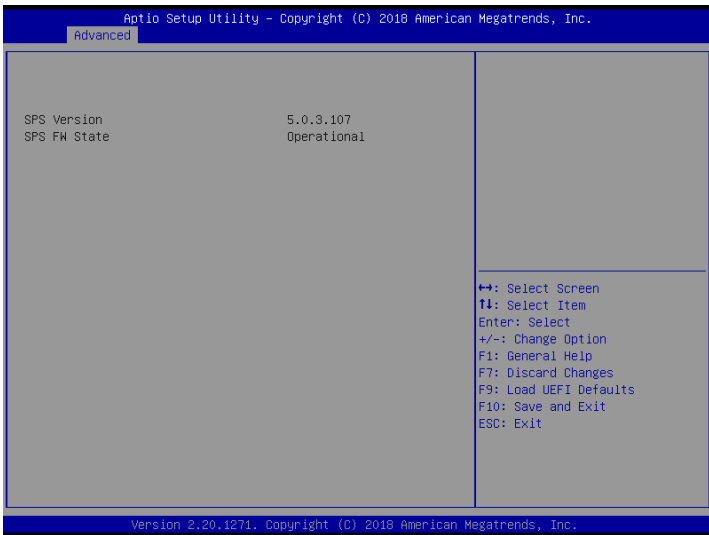 Aptio Setup Utility – Copyright (C) 2018 American Megatrends, Inc.
Advanced
SPS Version 5.0.3.107
SPS FW State Operational
↔: Select Screen
↑↓: Select Item
Enter: Select
+/-: Change Option
F1: General Help
F7: Discard Changes
F9: Load UEFI Defaults
F10: Save and Exit
ESC: Exit
Version 2.20.1271. Copyright (C) 2018 American Megatrends, Inc.